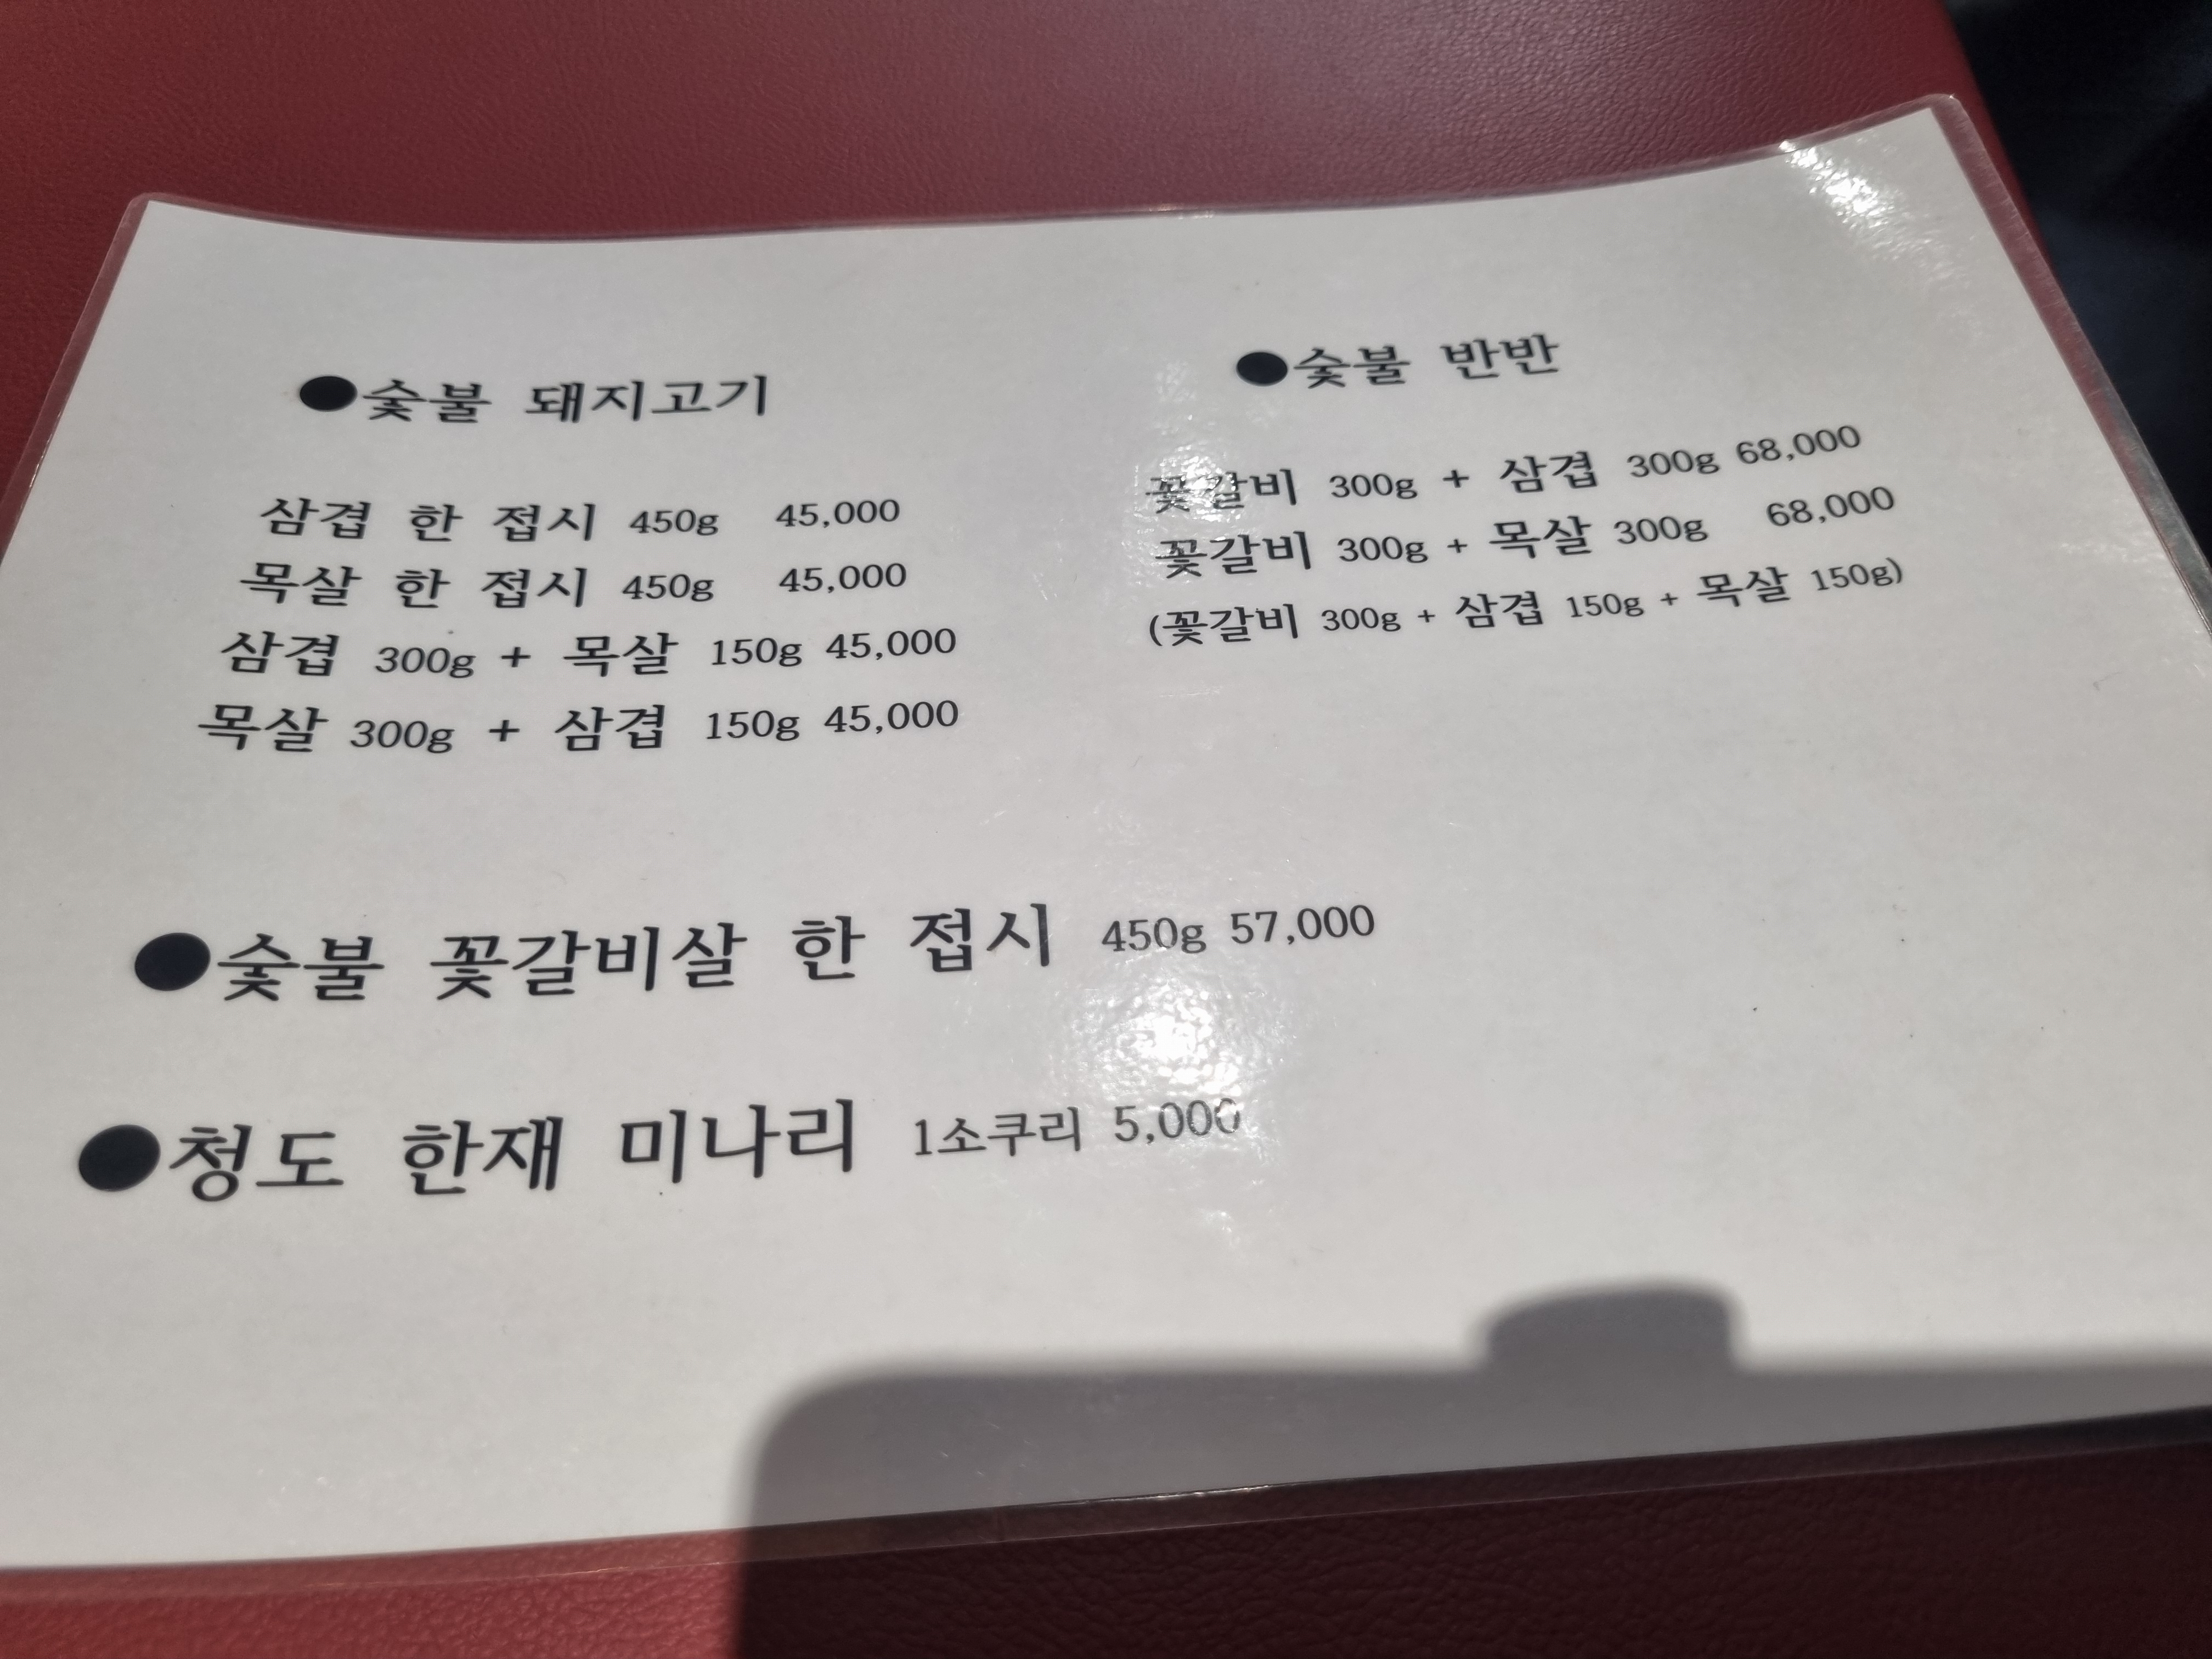 ●숯불 돼지고기
삼겹 한 접시 450g 45,000
목살 한 접시 450g 45,000
삼겹 300g + 목살 150g 45,000
목살 300g + 삼겹 150g 45,000
●숯불 반반
꽃갈비 300g + 삼겹 300g 68,000
꽃갈비 300g + 목살 300g 68,000
(꽃갈비 300g + 삼겹 150g + 목살 150g)
●숯불 꽃갈비살 한 접시 450g 57,000
●청도 한재 미나리 1소쿠리 5,000